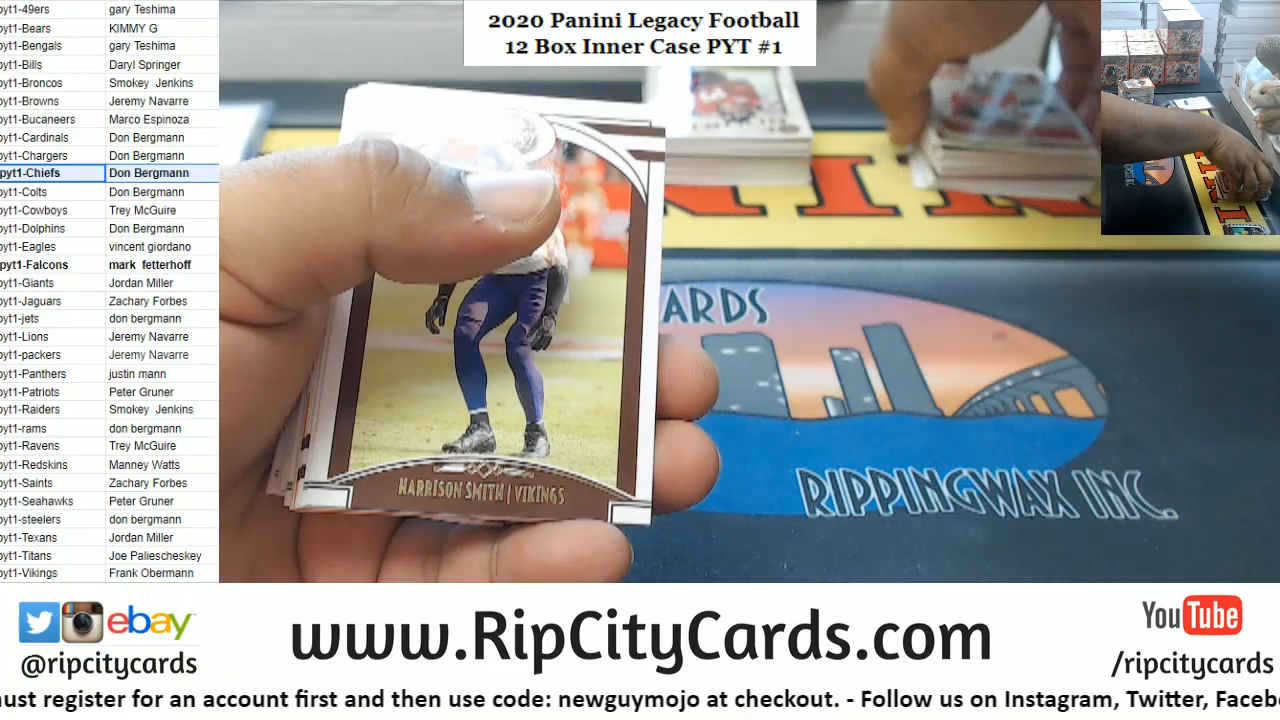 pyt1-49ers gary Teshima
pyt1-Bears KIMMY G
pyt1-Bengals gary Teshima
pyt1-Bills Daryl Springer
pyt1-Broncos Smokey Jenkins
pyt1-Browns Jeremy Navarre
pyt1-Bucaneers Marco Espinoza
pyt1-Cardinals Don Bergmann
pyt1-Chargers Don Bergmann
pyt1-Chiefs Don Bergmann
pyt1-Colts Don Bergmann
pyt1-Cowboys Trey McGuire
pyt1-Dolphins Don Bergmann
pyt1-Eagles vincent giordano
pyt1-Falcons mark fetterhoff
pyt1-Giants Jordan Miller
pyt1-Jaguars Zachary Forbes
pyt1-jets don bergmann
pyt1-Lions Jeremy Navarre
pyt1-packers Jeremy Navarre
pyt1-Panthers justin mann
pyt1-Patriots Peter Gruner
pyt1-Raiders Smokey Jenkins
pyt1-rams don bergmann
pyt1-Ravens Trey McGuire
pyt1-Redskins Manney Watts
pyt1-Saints Zachary Forbes
pyt1-Seahawks Peter Gruner
pyt1-steelers don bergmann
pyt1-Texans Jordan Miller
pyt1-Titans Joe Paliescheskey
pyt1-Vikings Frank Obermann
2020 Panini Legacy Football
12 Box Inner Case PYT #1
HARRISON SMITH | VIKINGS
ARDS
RIPPINGWAX INC.
ebay
@ripcitycards
www.RipCityCards.com
YouTube
/ripcitycards
must register for an account first and then use code: newguymojo at checkout. - Follow us on Instagram, Twitter, Faceb